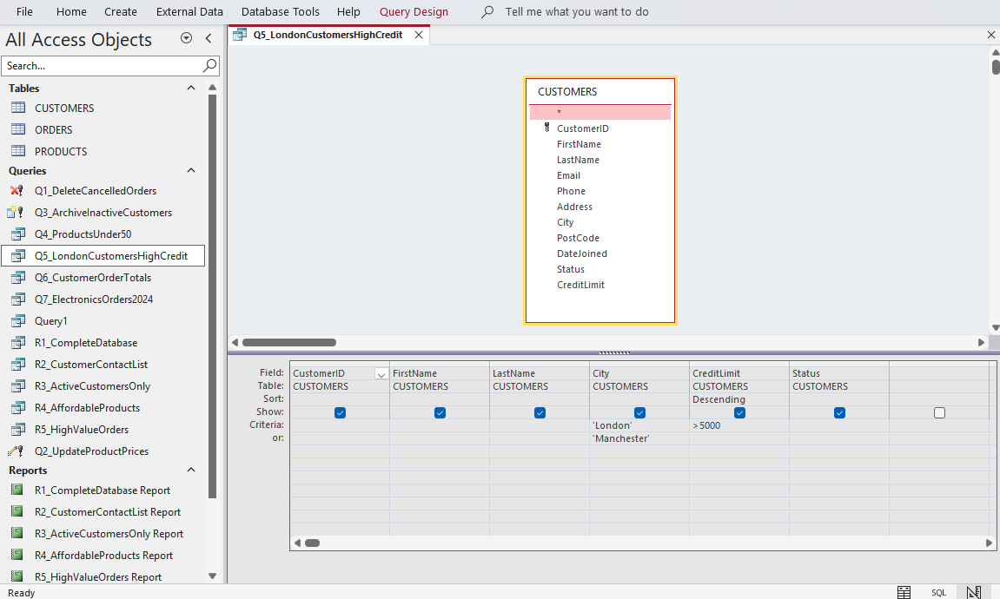 File Home Create External Data Database Tools Help Query Design Tell me what you want to do
All Access Objects
Search...
Tables
CUSTOMERS
ORDERS
PRODUCTS
Queries
Q1_DeleteCancelledOrders
Q3_ArchiveInactiveCustomers
Q4_ProductsUnder50
Q5_LondonCustomersHighCredit
Q6_CustomerOrderTotals
Q7_ElectronicsOrders2024
Query1
R1_CompleteDatabase
R2_CustomerContactList
R3_ActiveCustomersOnly
R4_AffordableProducts
R5_HighValueOrders
Q2_UpdateProductPrices
Reports
R1_CompleteDatabase Report
R2_CustomerContactList Report
R3_ActiveCustomersOnly Report
R4_AffordableProducts Report
R5_HighValueOrders Report
Q5_LondonCustomersHighCredit
CUSTOMERS
*
CustomerID
FirstName
LastName
Email
Phone
Address
City
PostCode
DateJoined
Status
CreditLimit
Field: CustomerID FirstName LastName City CreditLimit Status
Table: CUSTOMERS CUSTOMERS CUSTOMERS CUSTOMERS CUSTOMERS CUSTOMERS
Sort: Descending
Show:
Criteria: 'London' >5000
or: 'Manchester'
Ready SQL